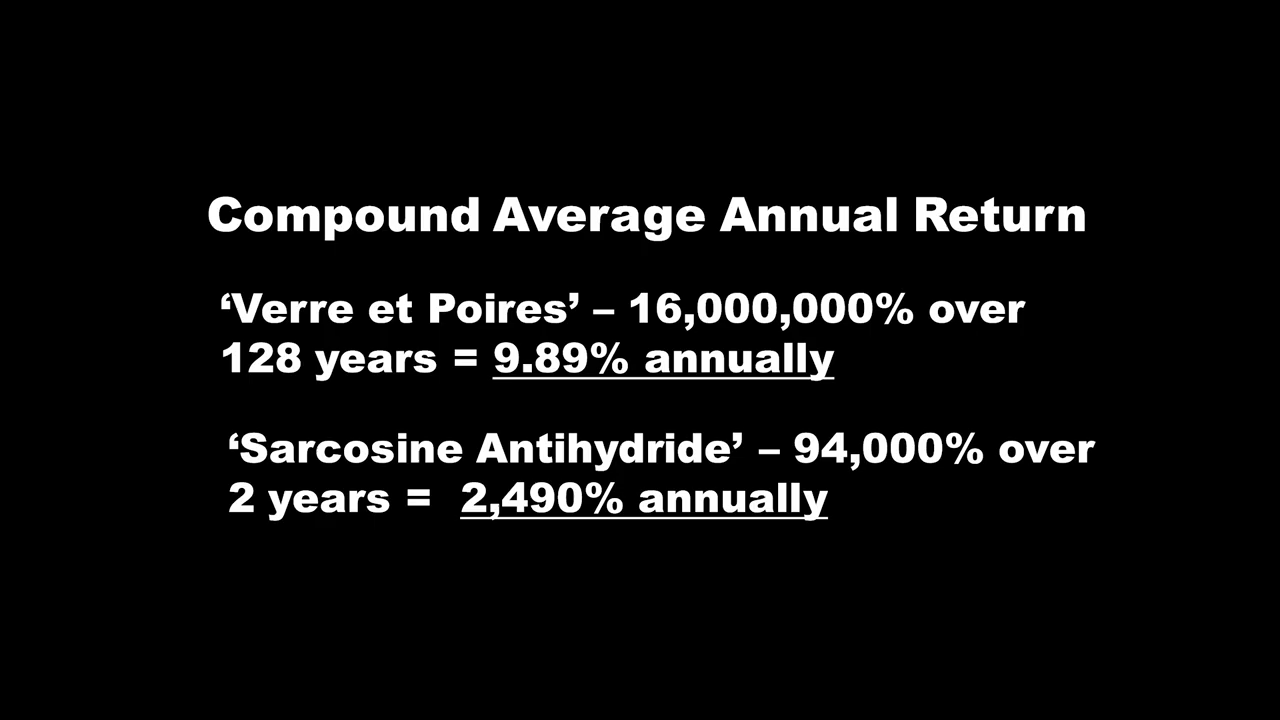 Compound Average Annual Return
‘Verre et Poires’ – 16,000,000% over
128 years = 9.89% annually
‘Sarcosine Antihydride’ – 94,000% over
2 years = 2,490% annually